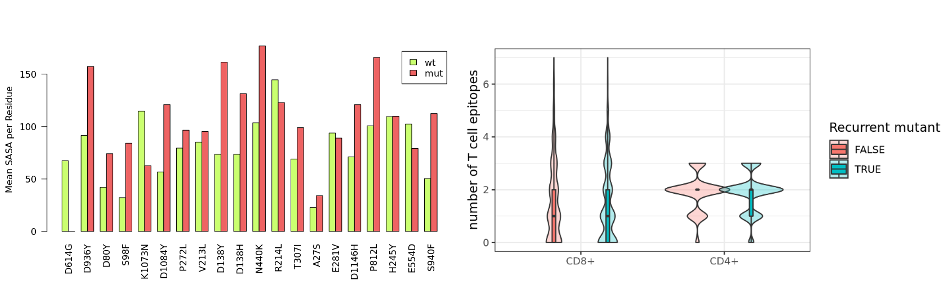 Mean SASA per Residue
150
100
50
0
wt
mut
D614G
D936Y
D80Y
S98F
K1073N
D1084Y
P272L
V213L
D138Y
D138H
N440K
R214L
T307I
A27S
E281V
D1146H
P812L
H245Y
E554D
S940F
number of T cell epitopes
6
4
2
0
CD8+
CD4+
Recurrent mutant
FALSE
TRUE